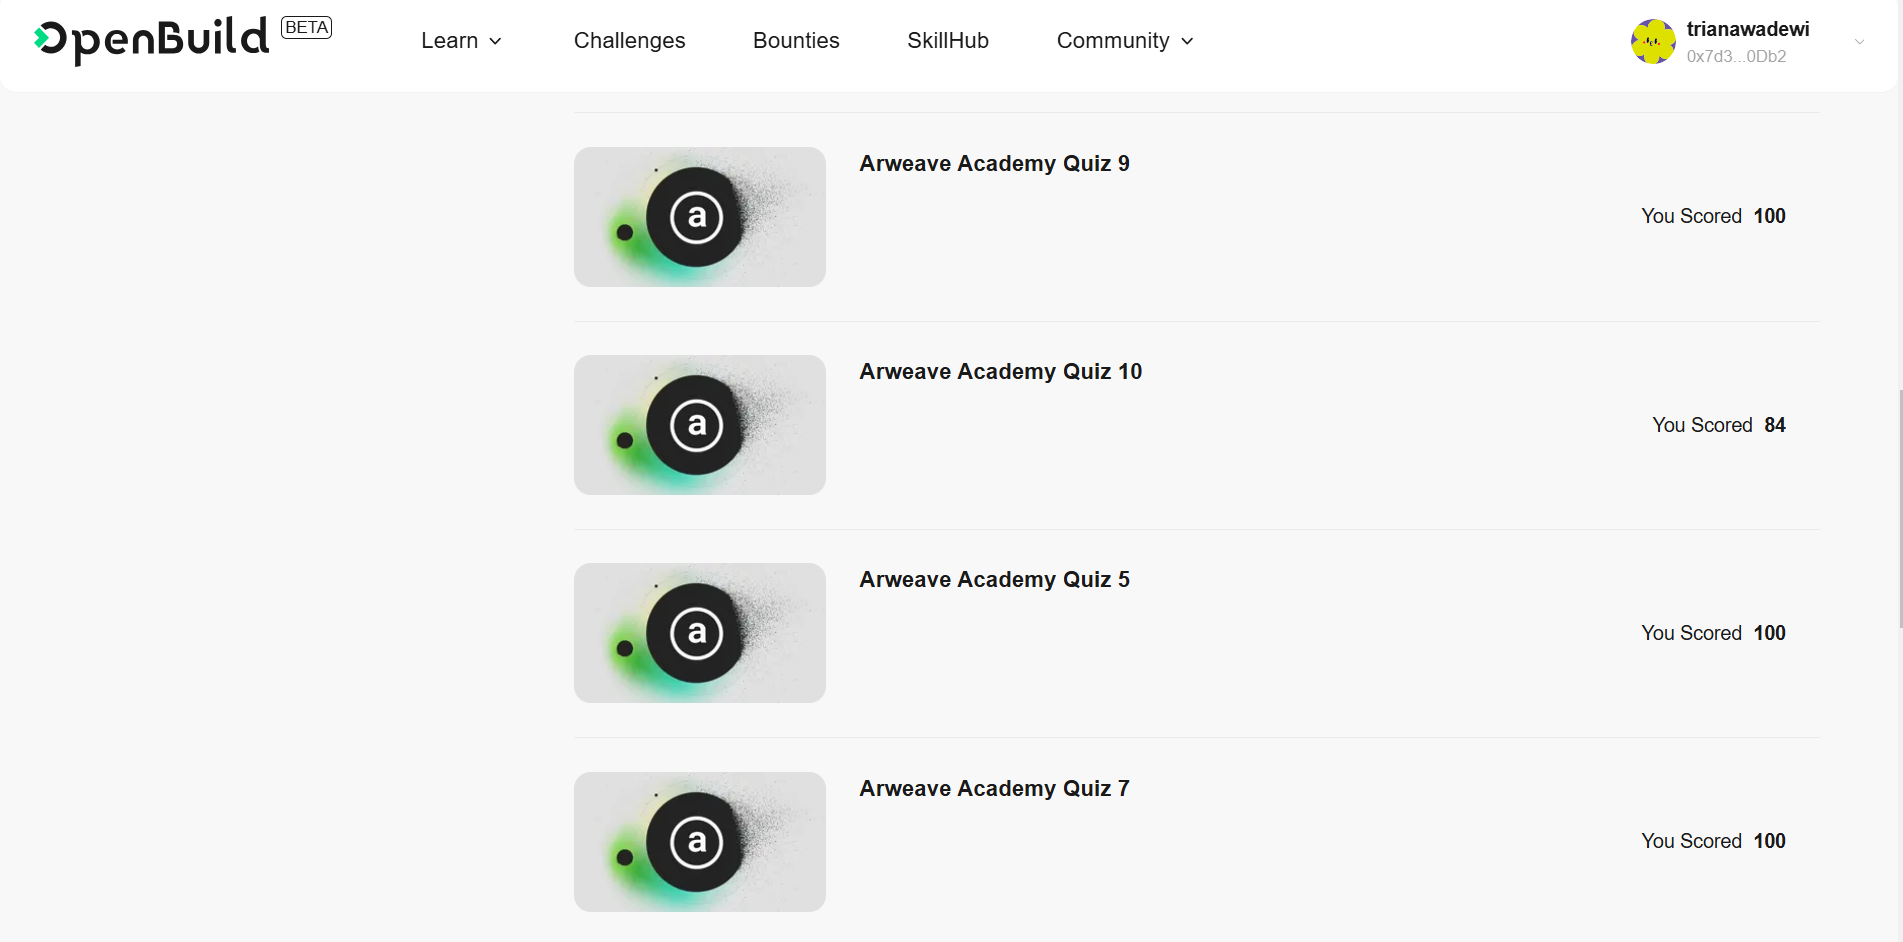 OpenBuild BETA
Learn
Challenges
Bounties
SkillHub
Community
trianawadewi
0x7d3...0Db2
a
Arweave Academy Quiz 9
You Scored 100
a
Arweave Academy Quiz 10
You Scored 84
a
Arweave Academy Quiz 5
You Scored 100
a
Arweave Academy Quiz 7
You Scored 100